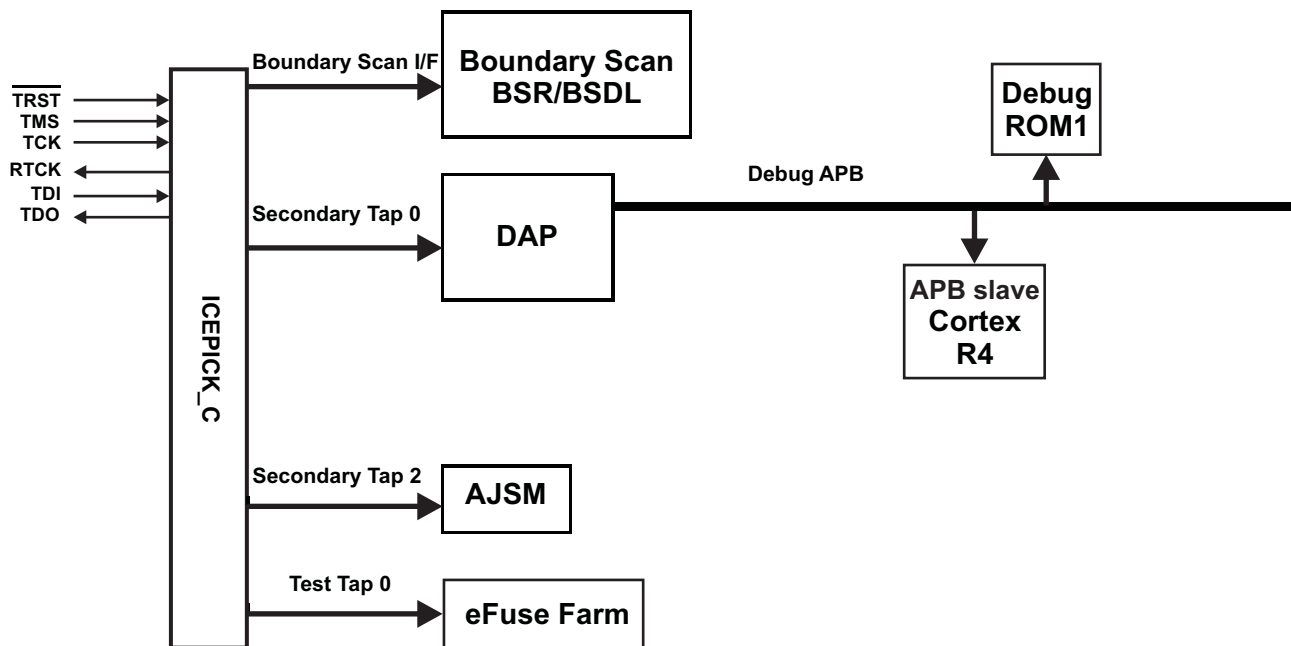 TRST
TMS
TCK
RTCK
TDI
TDO
ICEPICK_C
Boundary Scan I/F
Boundary Scan
BSR/BSDL
Secondary Tap 0
DAP
Debug APB
Debug
ROM1
APB slave
Cortex
R4
Secondary Tap 2
AJSM
Test Tap 0
eFuse Farm